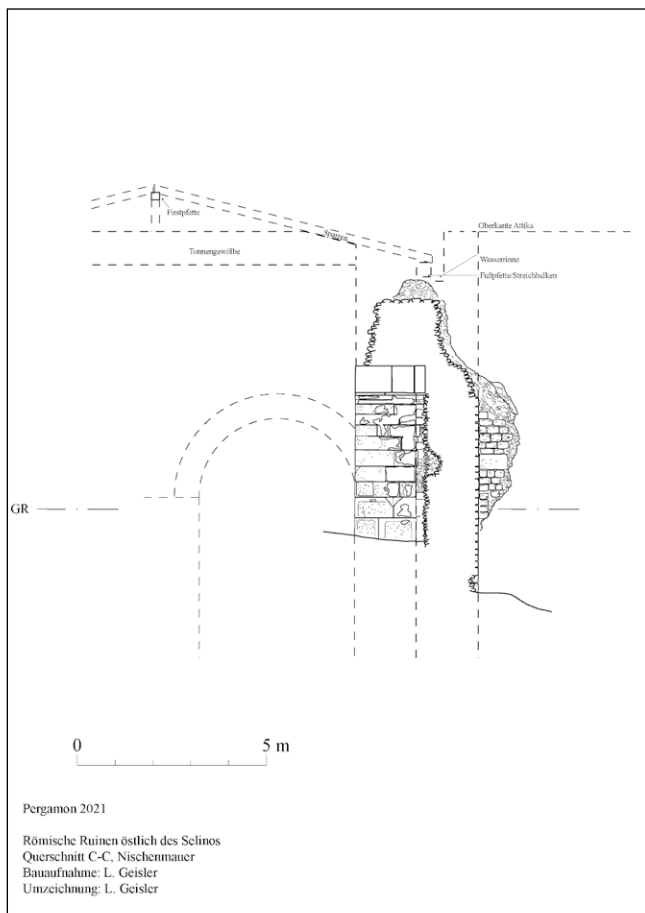 Firstpfette
Sparren
Oberkante Attika
Tonnengewölbe
Wasserrinne
Fußpfette/Streichbalken
GR
0 5 m
Pergamon 2021
Römische Ruinen östlich des Selinos
Querschnitt C-C, Nischenmauer
Bauaufnahme: L. Geisler
Umzeichnung: L. Geisler